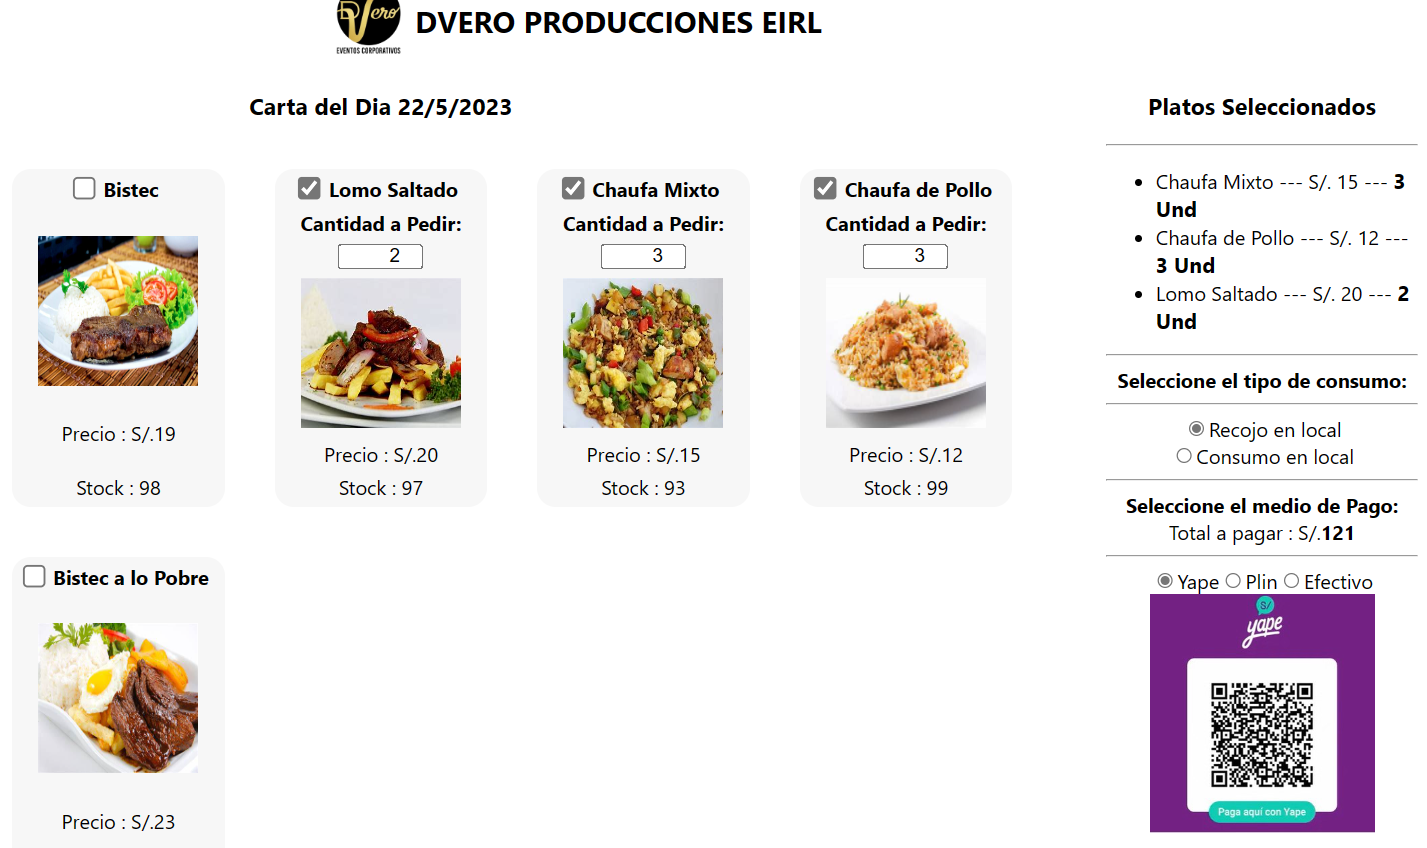 DVero
EVENTOS CORPORATIVOS
DVERO PRODUCCIONES EIRL
Carta del Dia 22/5/2023
Bistec
Precio : S/.19
Stock : 98
Lomo Saltado
Cantidad a Pedir:
2
Precio : S/.20
Stock : 97
Chaufa Mixto
Cantidad a Pedir:
3
Precio : S/.15
Stock : 93
Chaufa de Pollo
Cantidad a Pedir:
3
Precio : S/.12
Stock : 99
Bistec a lo Pobre
Precio : S/.23
Platos Seleccionados
Chaufa Mixto --- S/. 15 --- 3
Und
Chaufa de Pollo --- S/. 12 ---
3 Und
Lomo Saltado --- S/. 20 --- 2
Und
Seleccione el tipo de consumo:
Recojo en local
Consumo en local
Seleccione el medio de Pago:
Total a pagar : S/.121
Yape Plin Efectivo
S/
yape
Paga aquí con Yape